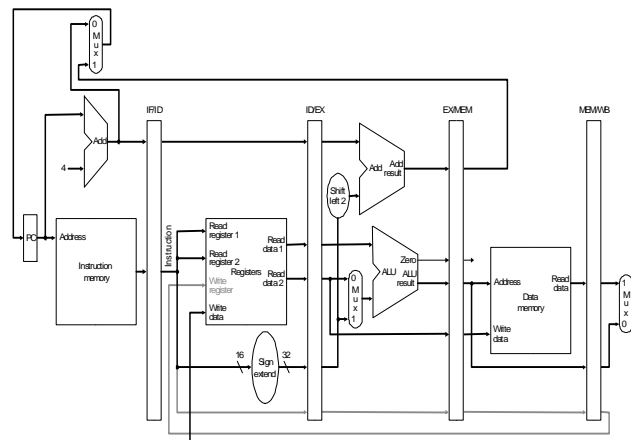 0
M
u
x
1
IF/ID
ID/EX
EX/MEM
MEM/WB
Add
4
Add
Add
result
Shift
left 2
PC
Address
Instruction
memory
Instruction
Read
register 1
Read
register 2
Write
register
Write
data
Registers
Read
data 1
Read
data 2
0
M
u
x
1
Zero
ALU
ALU
result
Address
Write
data
Data
memory
Read
data
1
M
u
x
0
16
Sign
extend
32